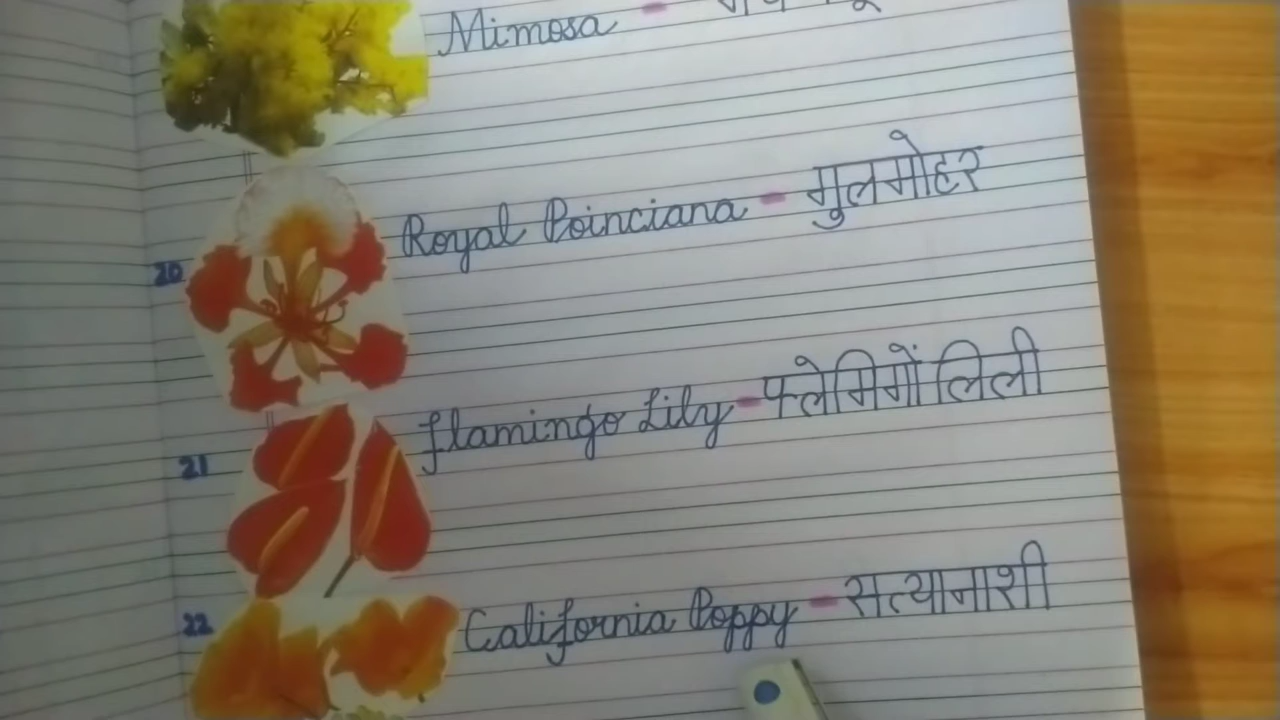 Mimosa -
20 Royal Poinciana - गुलमोहर
21 flamingo Lily - फ्लेमिगों लिली
22 California Poppy - सत्यानाशी